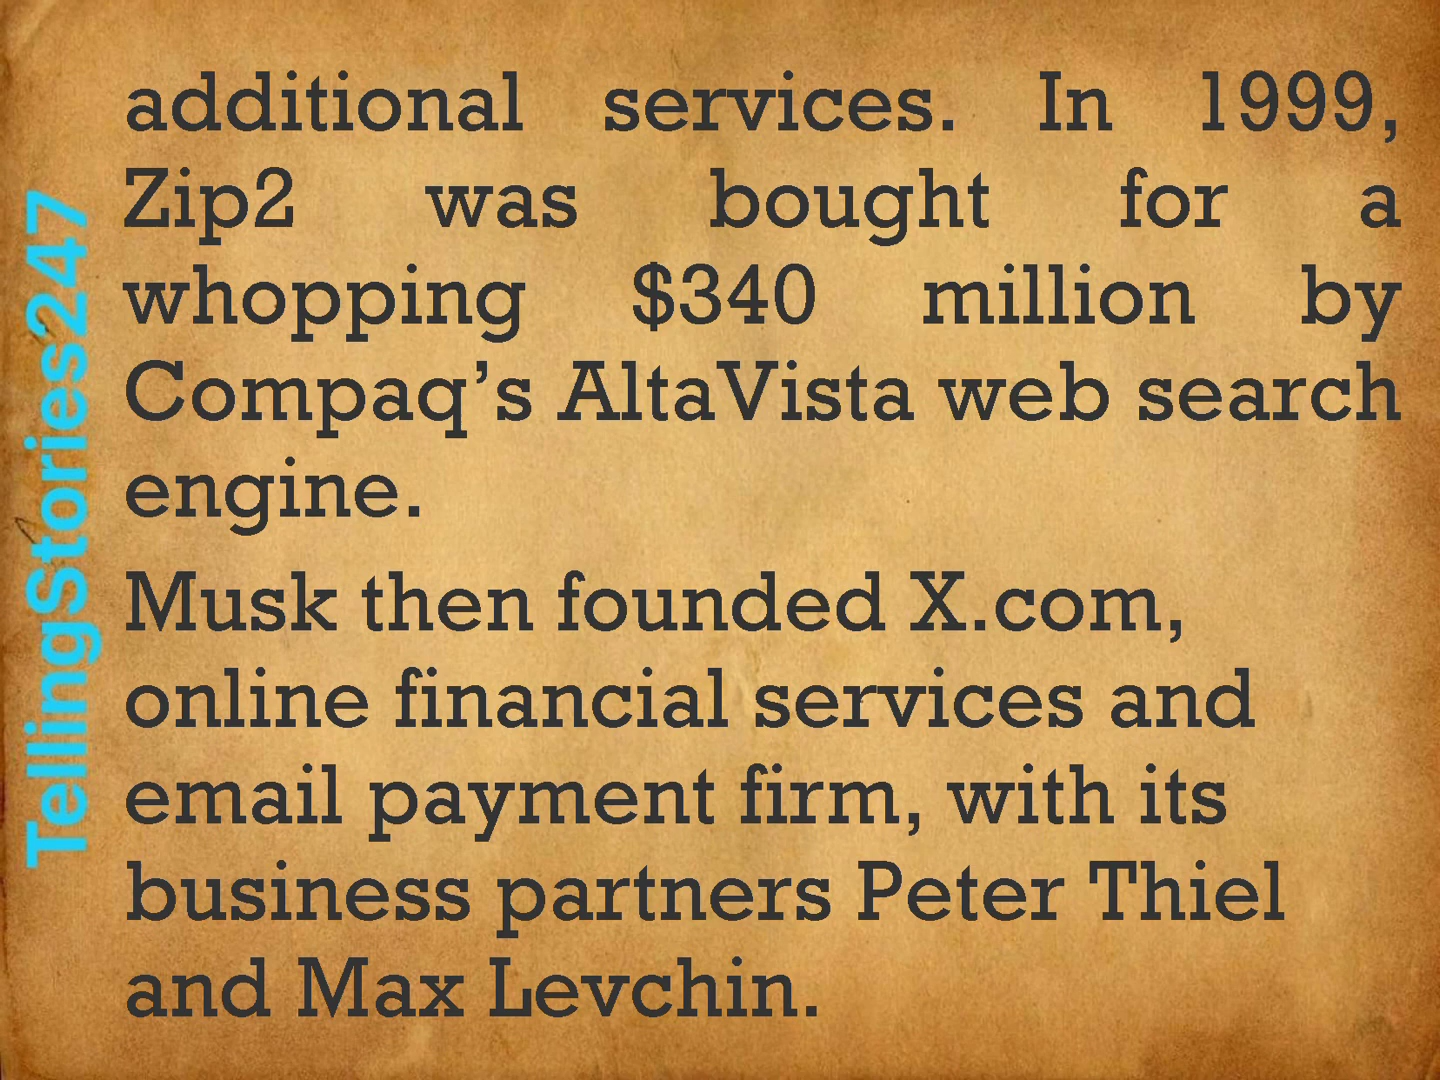 additional services. In 1999,
Zip2 was bought for a
whopping $340 million by
Compaq’s AltaVista web search
engine.
Musk then founded X.com,
online financial services and
email payment firm, with its
business partners Peter Thiel
and Max Levchin.
TellingStories247